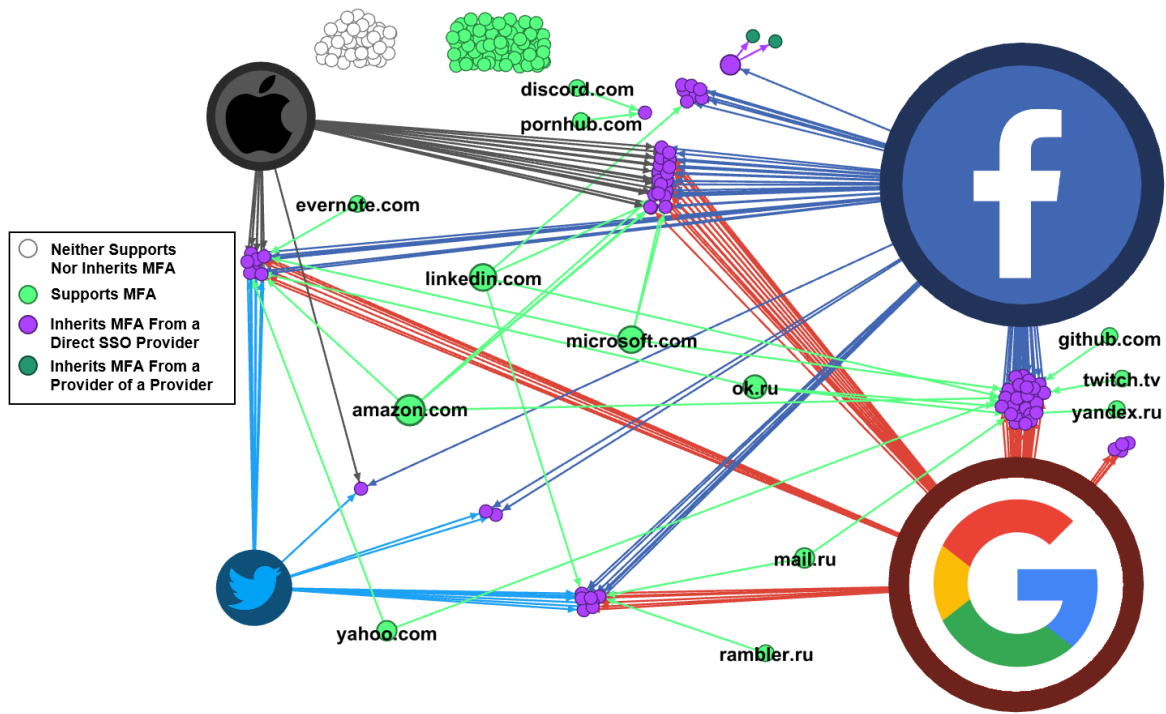 discord.com
pornhub.com
evernote.com
Neither Supports
Nor Inherits MFA
Supports MFA
Inherits MFA From a
Direct SSO Provider
Inherits MFA From a
Provider of a Provider
linkedin.com
microsoft.com
github.com
twitch.tv
yandex.ru
ok.ru
amazon.com
mail.ru
yahoo.com
rambler.ru